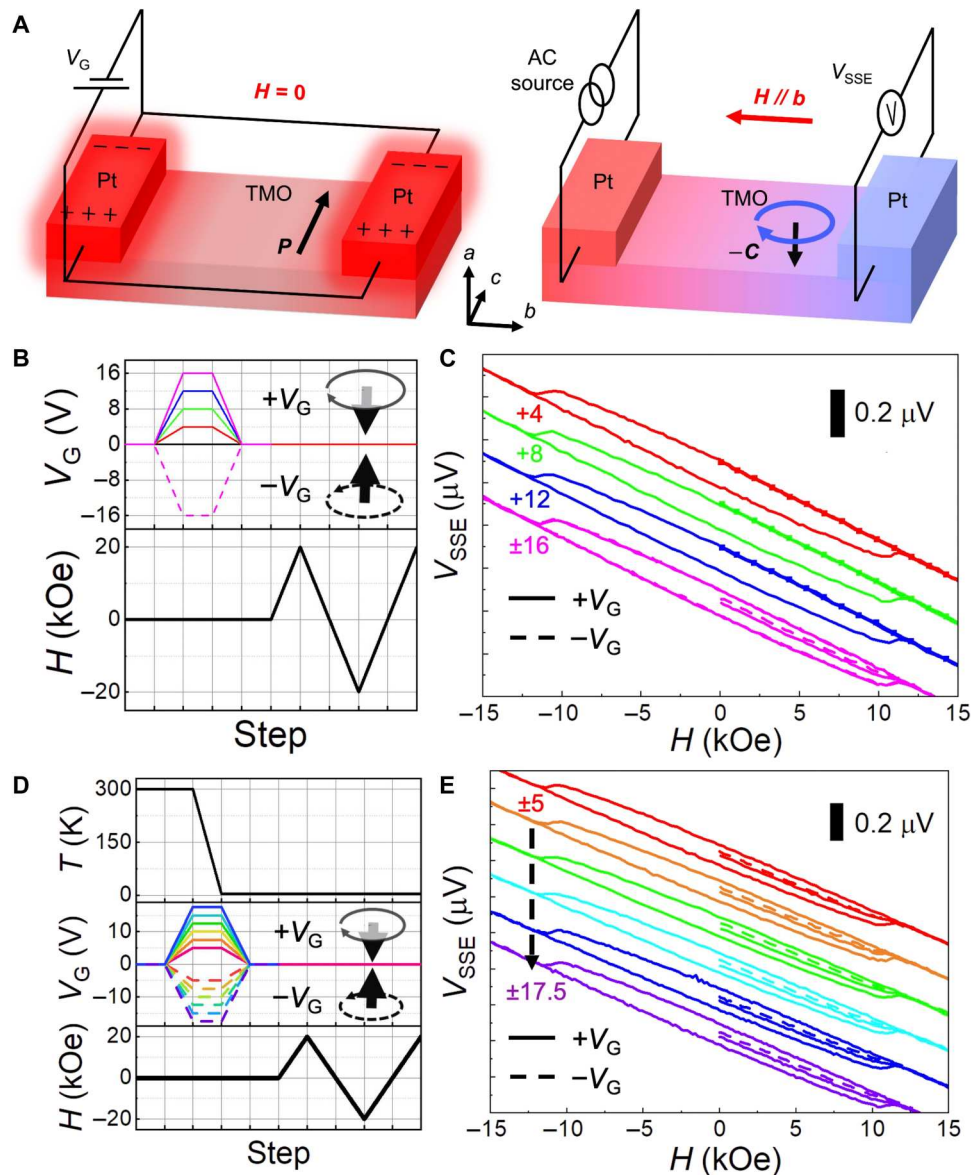 A
V_G
H = 0
– – –
Pt
+ + +
TMO
P
– – –
Pt
+ + +
a
c
b
AC
source
H // b
V_SSE
V
Pt
TMO
–C
Pt
B
V_G (V)
16
8
0
–8
–16
+V_G
–V_G
H (kOe)
20
0
–20
Step
C
V_SSE (μV)
+4
+8
+12
±16
0.2 μV
+V_G
–V_G
–15 –10 –5 0 5 10 15
H (kOe)
D
T (K)
300
150
0
V_G (V)
10
0
–10
+V_G
–V_G
H (kOe)
20
0
–20
Step
E
V_SSE (μV)
±5
±17.5
0.2 μV
+V_G
–V_G
–15 –10 –5 0 5 10 15
H (kOe)